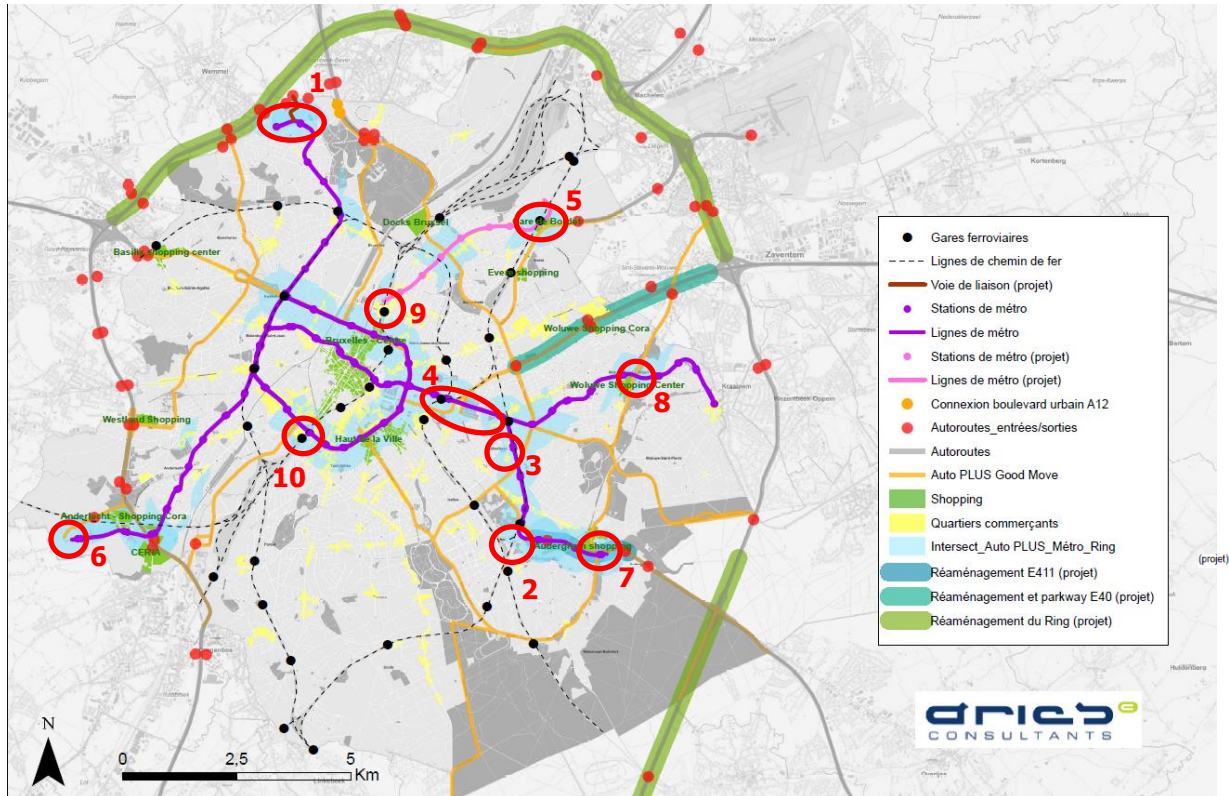 Wemmel
1
Machelen
Kortenberg
5
Docks Brussel
Gare de Bordet
Basilix shopping center
Evere shopping
Zaventem
9
Woluwe Shopping Cora
Bruxelles - Centre
4
Woluwe Shopping Center
Kraainem
Wezembeek-Oppem
8
Westland Shopping
Haut de la Ville
10
3
Anderlecht - Shopping Cora
6
CERIA
Auderghem shopping
2
7
Linkebeek
Gares ferroviaires
Lignes de chemin de fer
Voie de liaison (projet)
Stations de métro
Lignes de métro
Stations de métro (projet)
Lignes de métro (projet)
Connexion boulevard urbain A12
Autoroutes_entrées/sorties
Autoroutes
Auto PLUS Good Move
Shopping
Quartiers commerçants
Intersect_Auto PLUS_Métro_Ring
Réaménagement E411 (projet)
Réaménagement et parkway E40 (projet)
Réaménagement du Ring (projet)
(projet)
N
0 2,5 5
Km
dries
CONSULTANTS